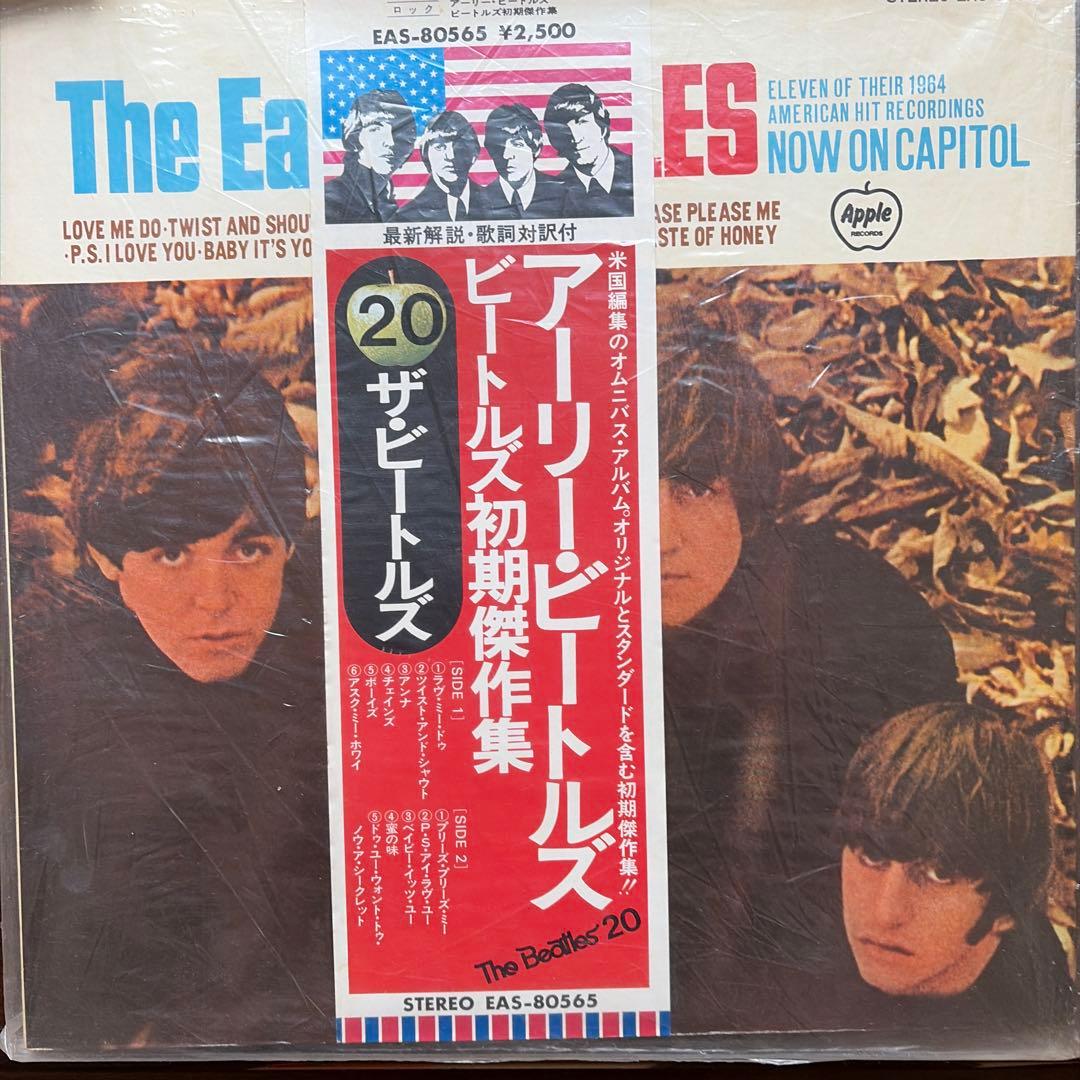 ロック
アーリー・ビートルズ
ビートルズ初期傑作集
EAS-80565 ¥2,500
The Ea
LES
ELEVEN OF THEIR 1964
AMERICAN HIT RECORDINGS
NOW ON CAPITOL
LOVE ME DO·TWIST AND SHOU
·P.S. I LOVE YOU·BABY IT'S YO
ASE PLEASE ME
STE OF HONEY
Apple
RECORDS
最新解説・歌詞対訳付
米国編集のオムニバス・アルバム。オリジナルとスタンダードを含む初期傑作集!!
アーリー・ビートルズ
ビートルズ初期傑作集
20
ザ・ビートルズ
[SIDE 1]
①ラヴ・ミー・ドゥ
②ツイスト・アンド・シャウト
③アンナ
④チェインズ
⑤ボーイズ
⑥アスク・ミー・ホワイ
[SIDE 2]
①プリーズ・プリーズ・ミー
②P・S・アイ・ラヴ・ユー
③ベイビー・イッツ・ユー
④蜜の味
⑤ドゥ・ユー・ウォント・トゥ・
ノウ・ア・シークレット
The Beatles 20
STEREO EAS-80565